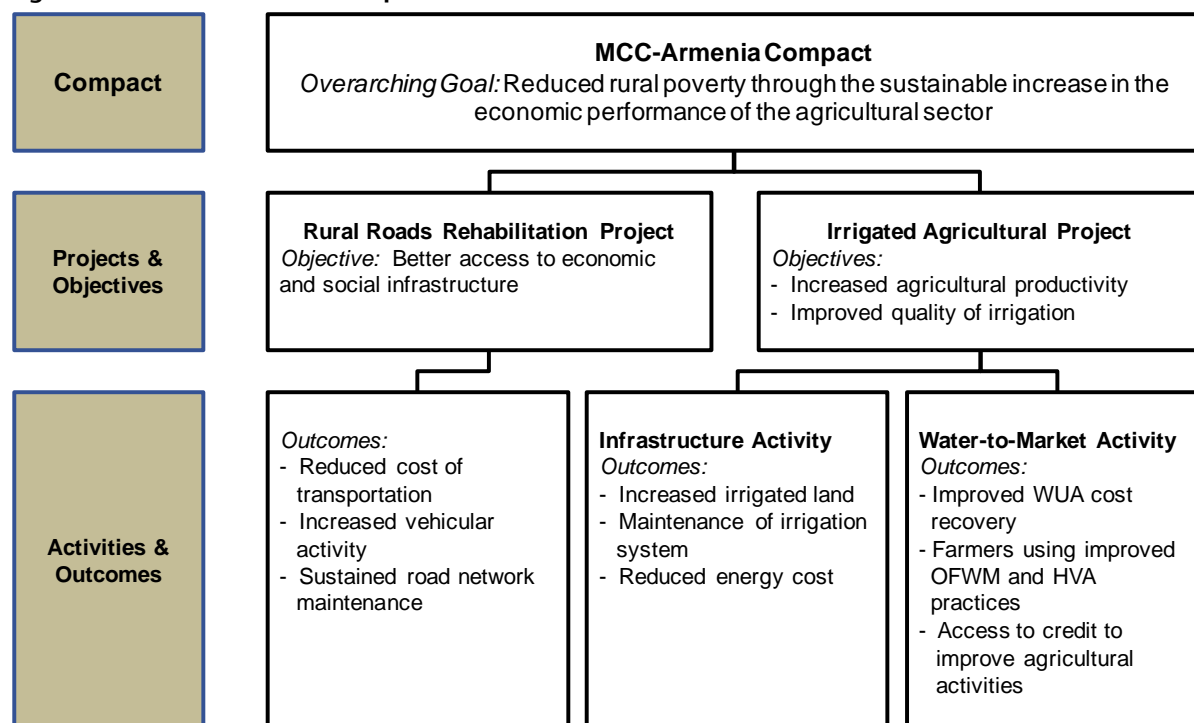 Compact
MCC-Armenia Compact
Overarching Goal: Reduced rural poverty through the sustainable increase in the
economic performance of the agricultural sector
Projects &
Objectives
Rural Roads Rehabilitation Project
Objective: Better access to economic
and social infrastructure
Irrigated Agricultural Project
Objectives:
- Increased agricultural productivity
- Improved quality of irrigation
Activities &
Outcomes
Outcomes:
- Reduced cost of
transportation
- Increased vehicular
activity
- Sustained road network
maintenance
Infrastructure Activity
Outcomes:
- Increased irrigated land
- Maintenance of irrigation
system
- Reduced energy cost
Water-to-Market Activity
Outcomes:
- Improved WUA cost
recovery
- Farmers using improved
OFWM and HVA
practices
- Access to credit to
improve agricultural
activities